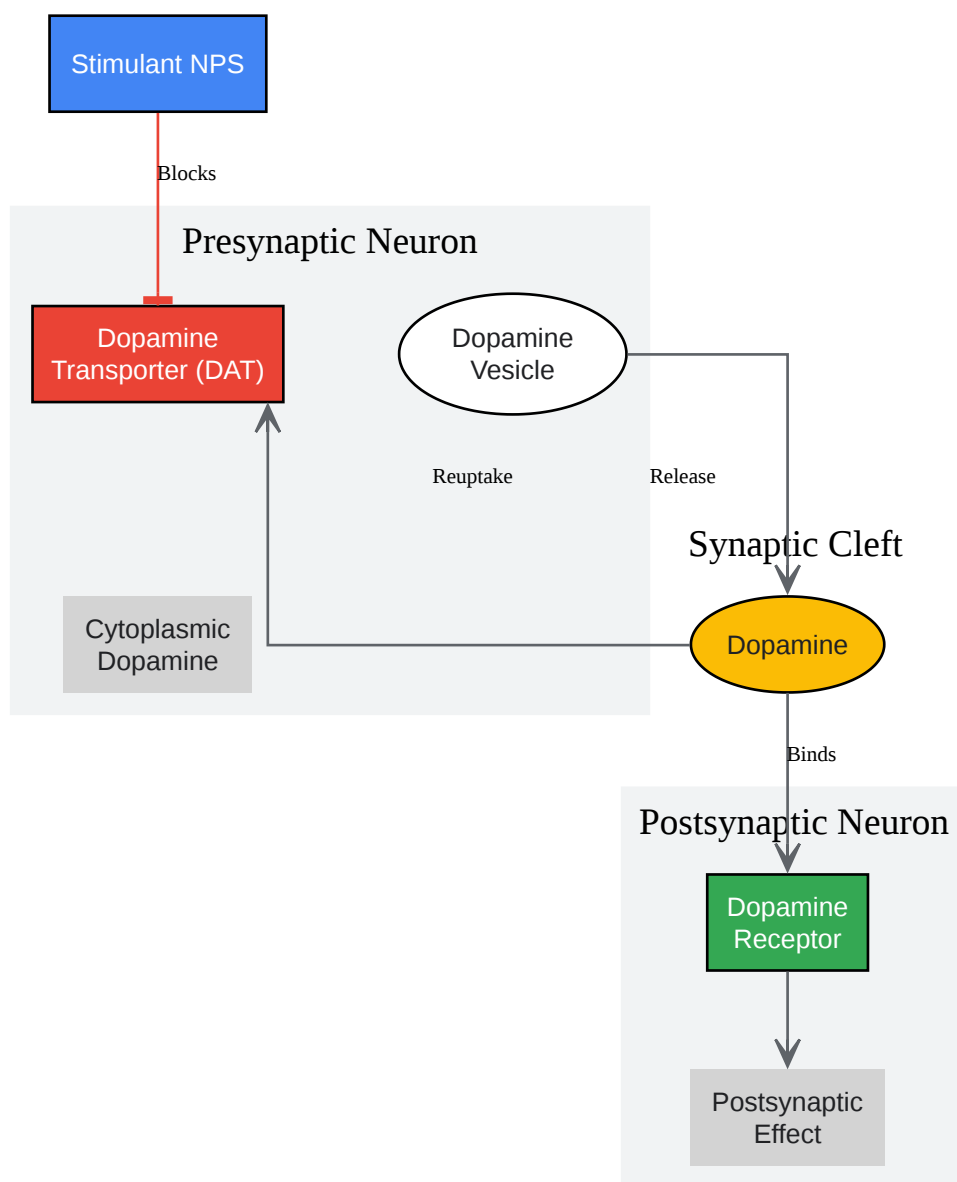 Stimulant NPS
Blocks
Presynaptic Neuron
Dopamine
Transporter (DAT)
Dopamine
Vesicle
Reuptake
Release
Synaptic Cleft
Cytoplasmic
Dopamine
Dopamine
Binds
Postsynaptic Neuron
Dopamine
Receptor
Postsynaptic
Effect